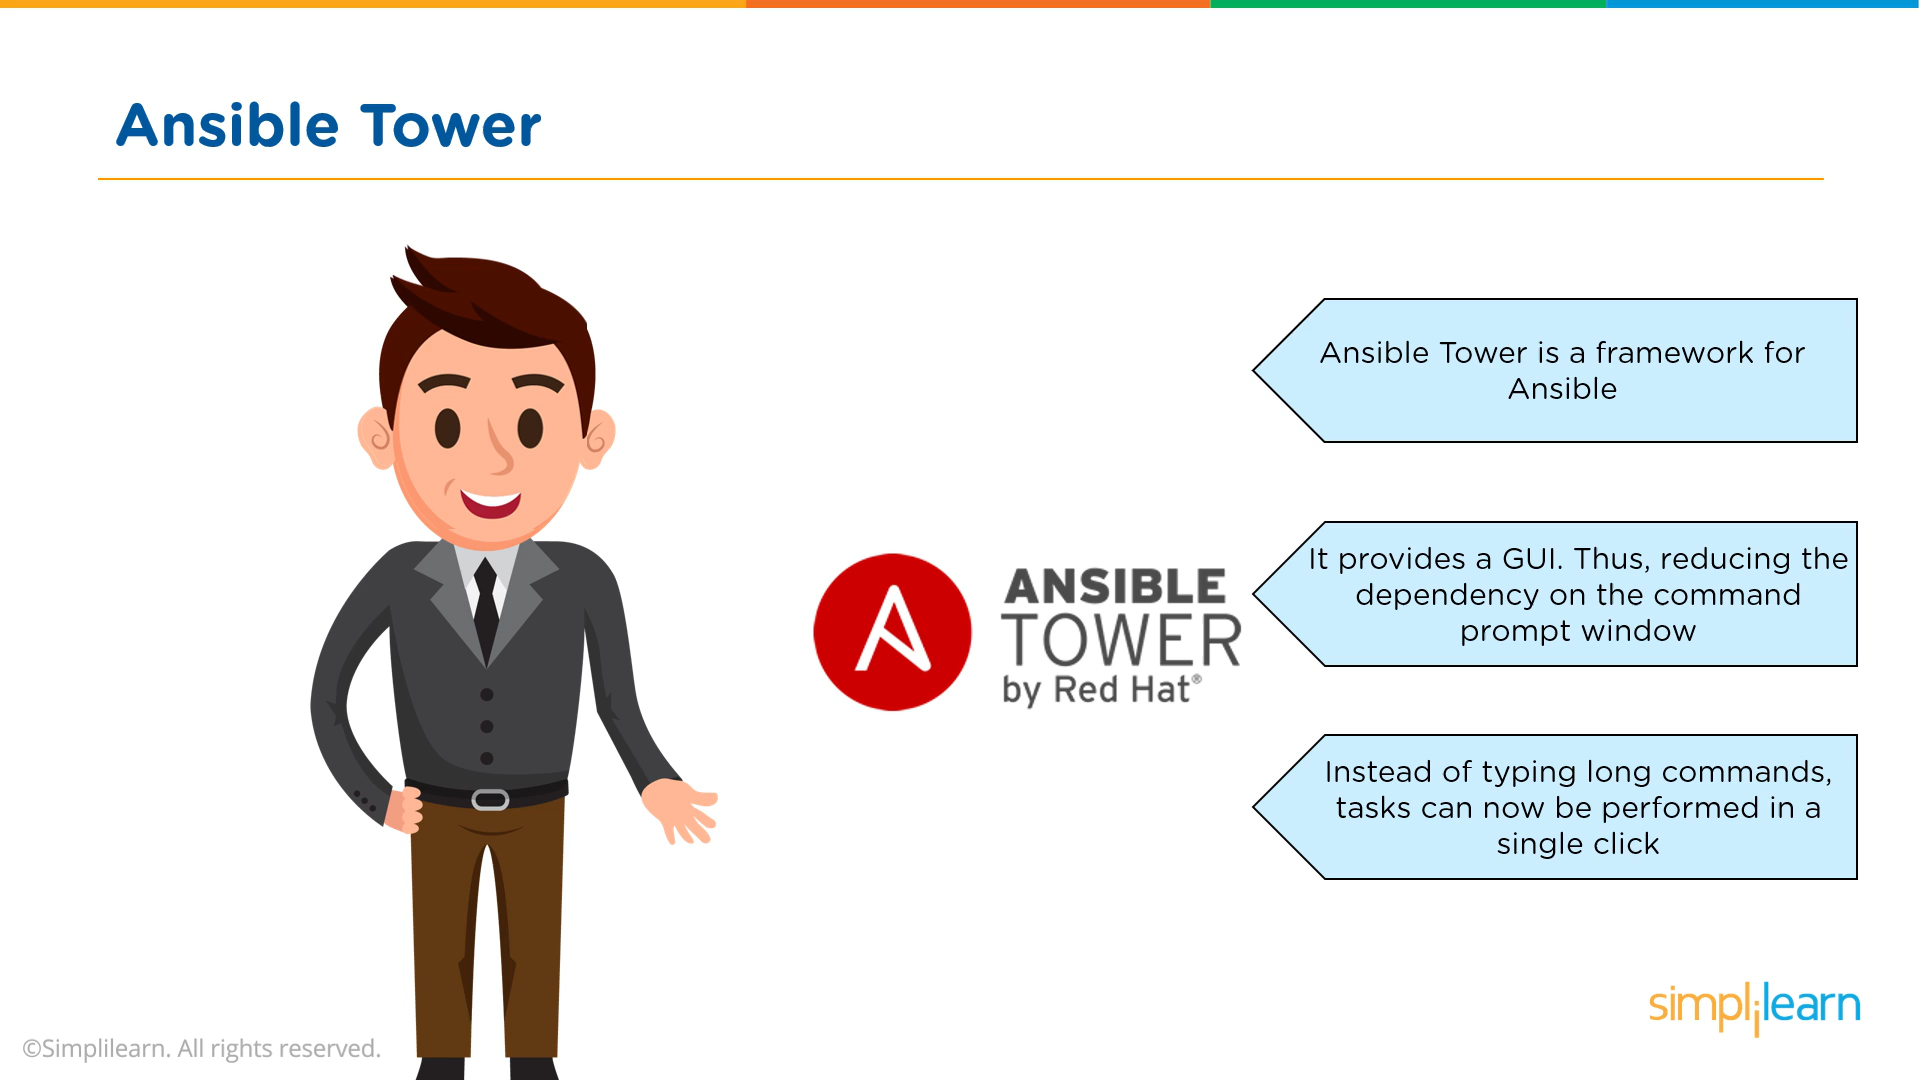 Ansible Tower
Ansible Tower is a framework for
Ansible
ANSIBLE
TOWER
by Red Hat®
It provides a GUI. Thus, reducing the
dependency on the command
prompt window
Instead of typing long commands,
tasks can now be performed in a
single click
simplilearn
©Simplilearn. All rights reserved.